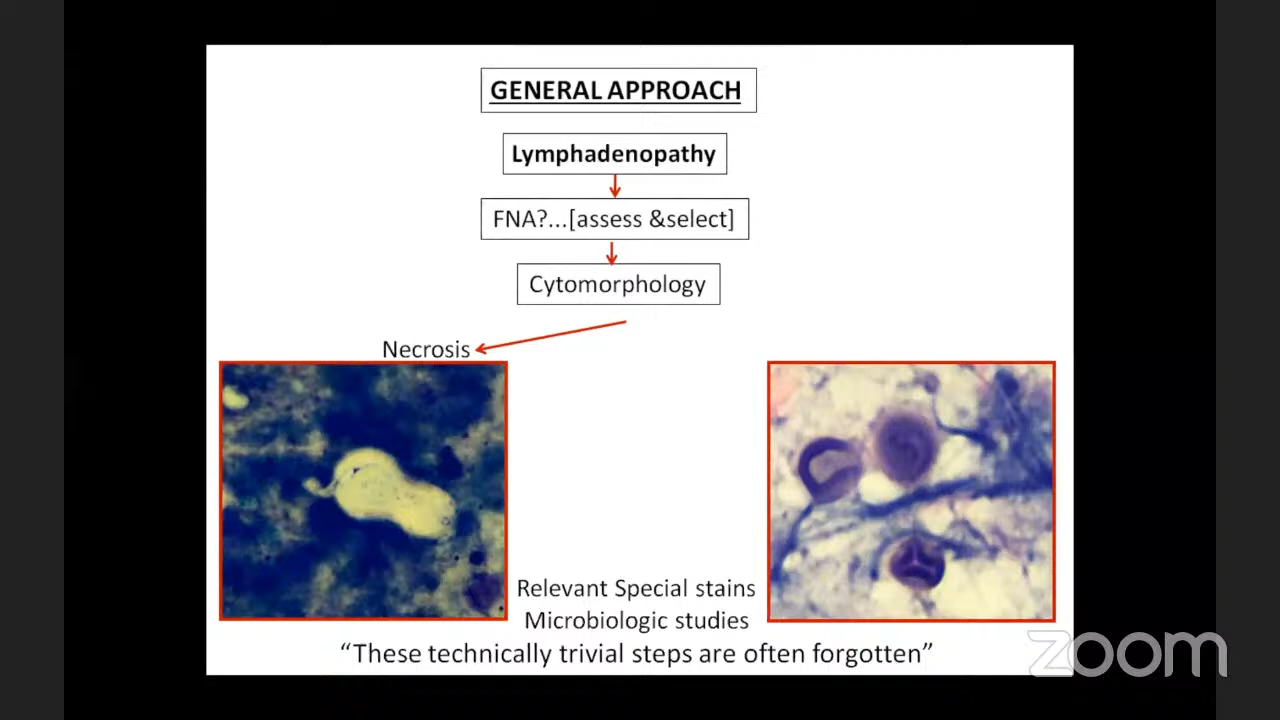 GENERAL APPROACH
Lymphadenopathy
FNA?...[assess &select]
Cytomorphology
Necrosis
Relevant Special stains
Microbiologic studies
“These technically trivial steps are often forgotten”
zoom